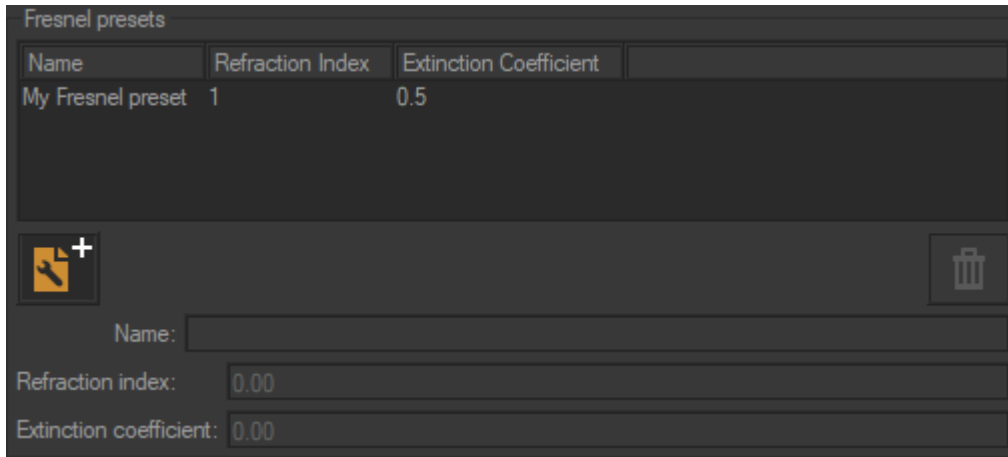 Fresnel presets
Name Refraction Index Extinction Coefficient
My Fresnel preset 1 0.5
Name:
Refraction index: 0.00
Extinction coefficient: 0.00